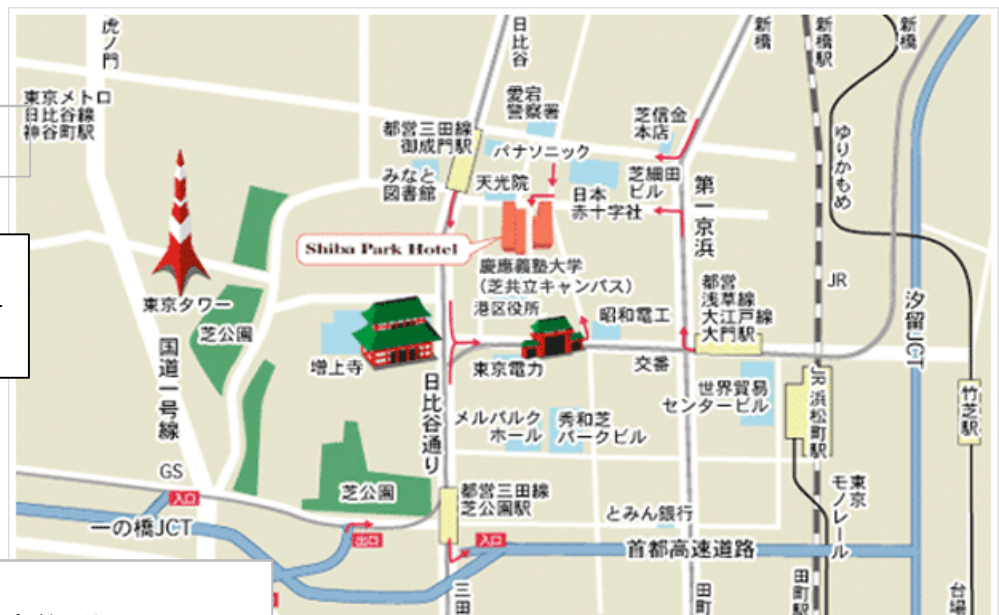 虎ノ門
日比谷
新橋
新橋駅
新橋
東京メトロ
日比谷線
神谷町駅
愛宕
警察署
都営三田線
御成門駅
パナソニック
芝信金
本店
みなと
図書館
天光院
日本
赤十字社
芝細田
ビル
第一京浜
ゆりかもめ
Shiba Park Hotel
慶應義塾大学
(芝共立キャンパス)
港区役所
昭和電工
都営
浅草線
大江戸線
大門駅
JR
汐留JCT
東京タワー
芝公園
国道一号線
増上寺
東京電力
交番
日比谷通り
世界貿易
センタービル
JR浜松町駅
竹芝駅
メルパルク
ホール
秀和芝
パークビル
GS
入口
芝公園
都営三田線
芝公園駅
とみん銀行
東京
モノレール
一の橋JCT
出口
入口
首都高速道路
三田
田町
田町駅
台場